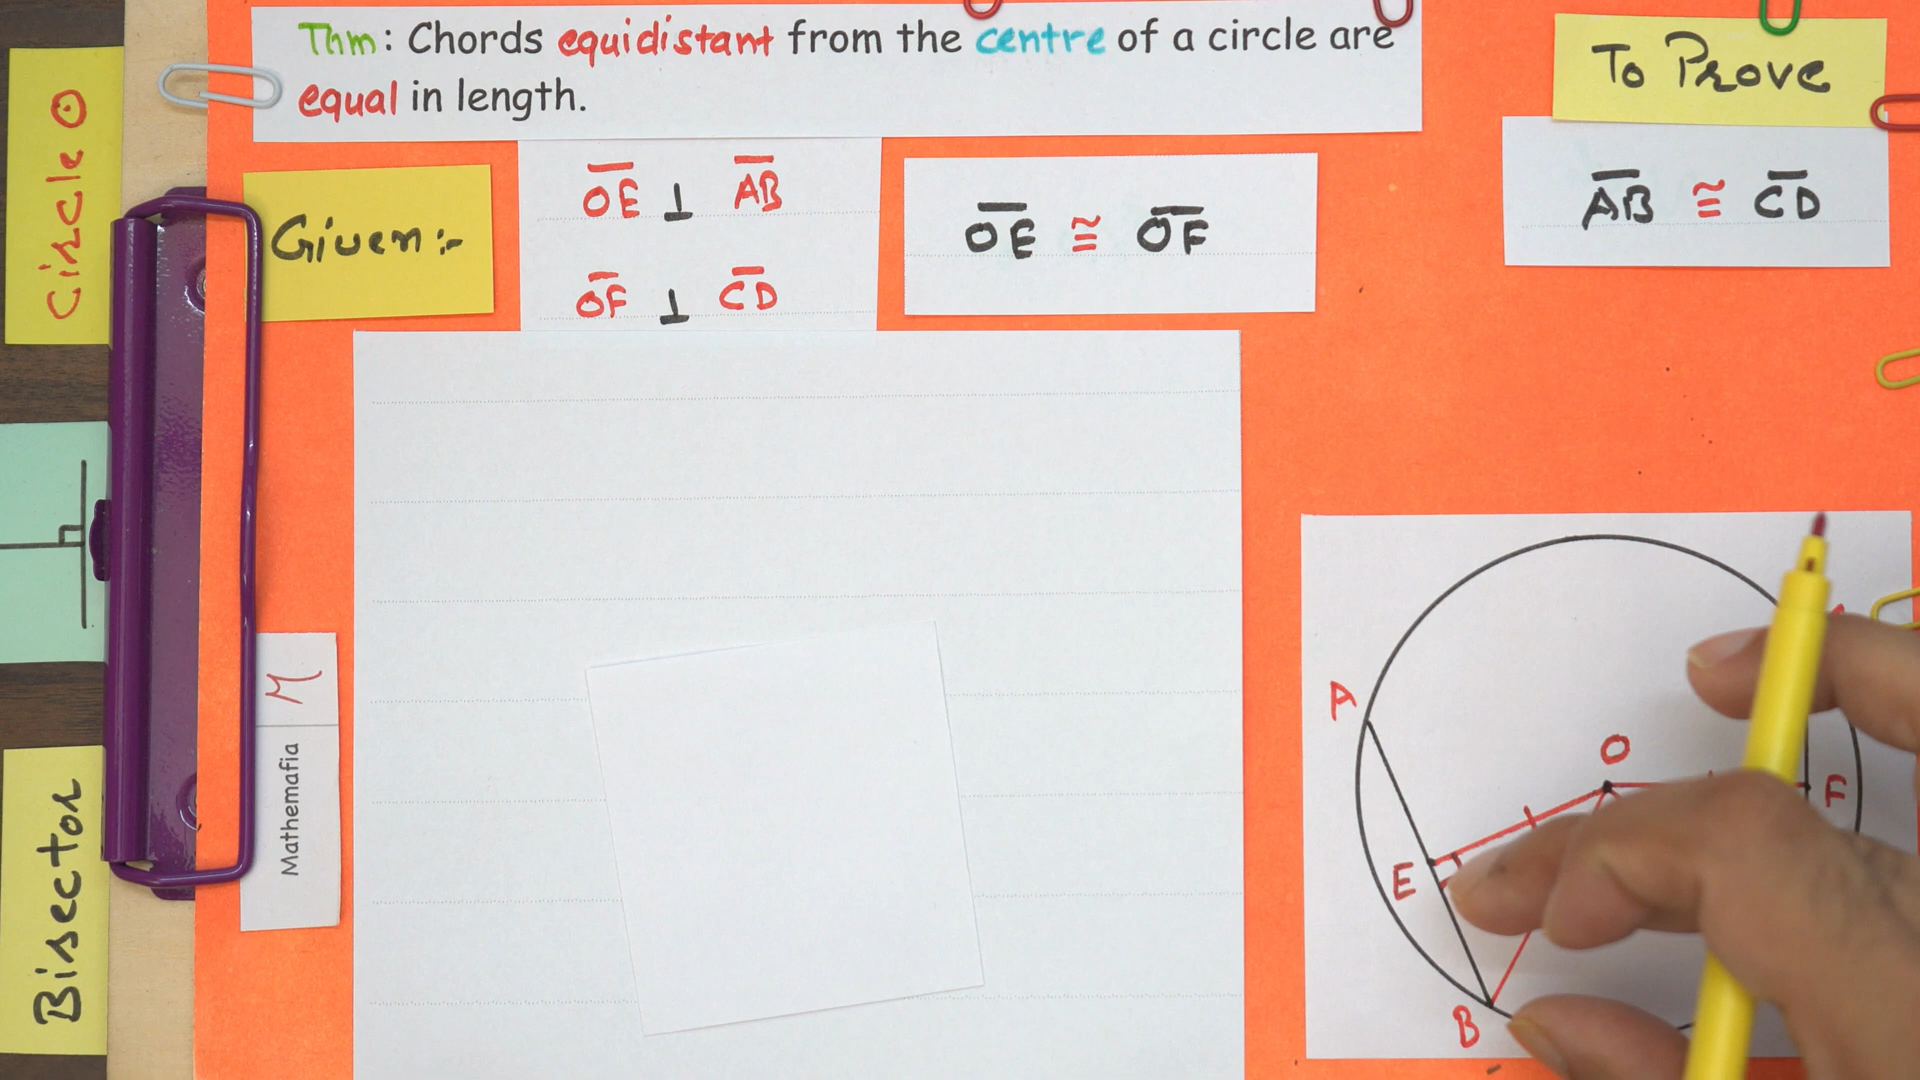 Thm: Chords equidistant from the centre of a circle are
equal in length.
To Prove
AB ≅ CD
Given :-
OE ⊥ AB
OF ⊥ CD
OE ≅ OF
Circle
Bisector
M
Mathemafia
A
O
F
E
B